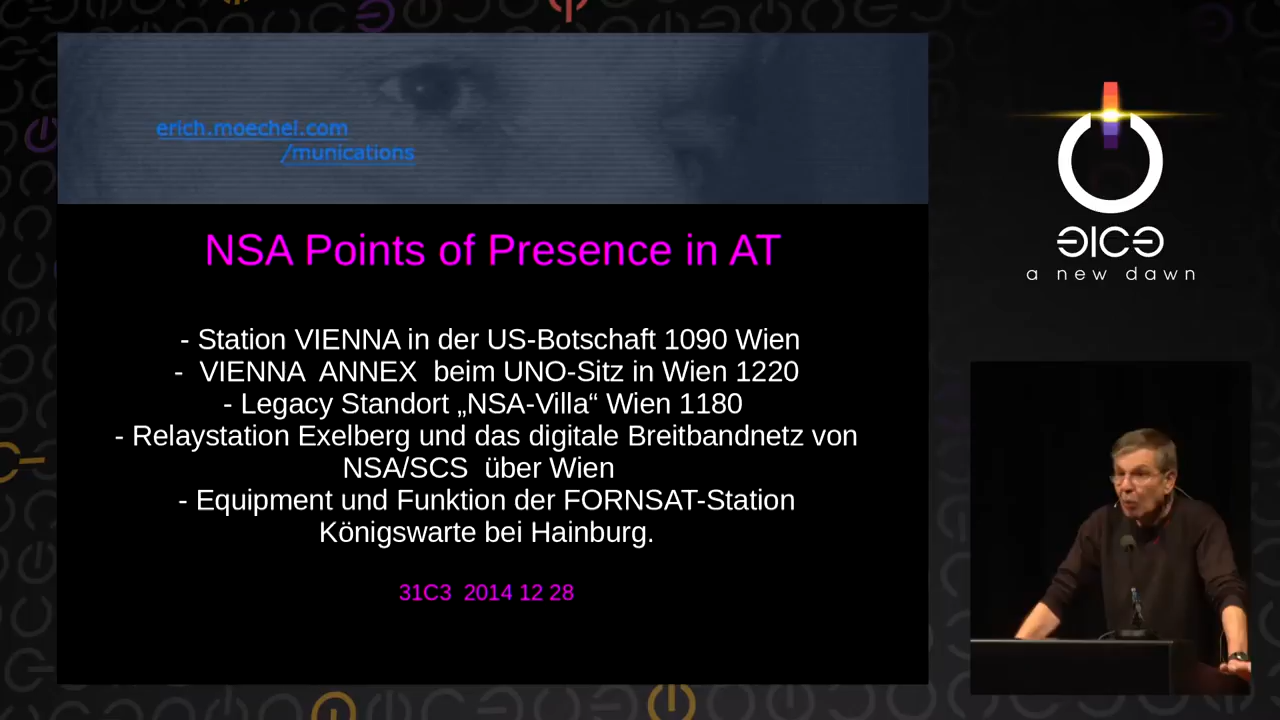 erich.moechel.com
/munications
NSA Points of Presence in AT
- Station VIENNA in der US-Botschaft 1090 Wien
- VIENNA ANNEX beim UNO-Sitz in Wien 1220
- Legacy Standort „NSA-Villa“ Wien 1180
- Relaystation Exelberg und das digitale Breitbandnetz von
NSA/SCS über Wien
- Equipment und Funktion der FORNSAT-Station
Königswarte bei Hainburg.
31C3 2014 12 28
31C3
a new dawn